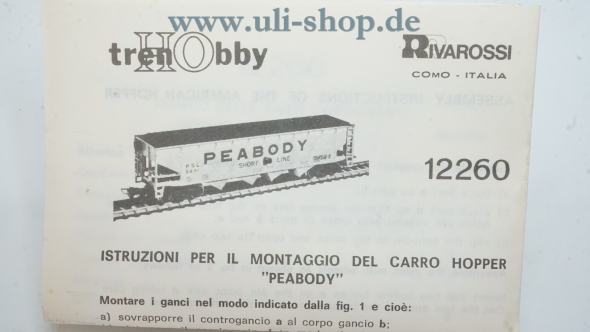 www.uli-shop.de
trenHObby
RIVAROSSI
COMO - ITALIA
PEABODY
SHORT LINE
12260
ISTRUZIONI PER IL MONTAGGIO DEL CARRO HOPPER
"PEABODY"
Montare i ganci nel modo indicato dalla fig. 1 e cioè:
a) sovrapporre il controgancio a al corpo gancio b;